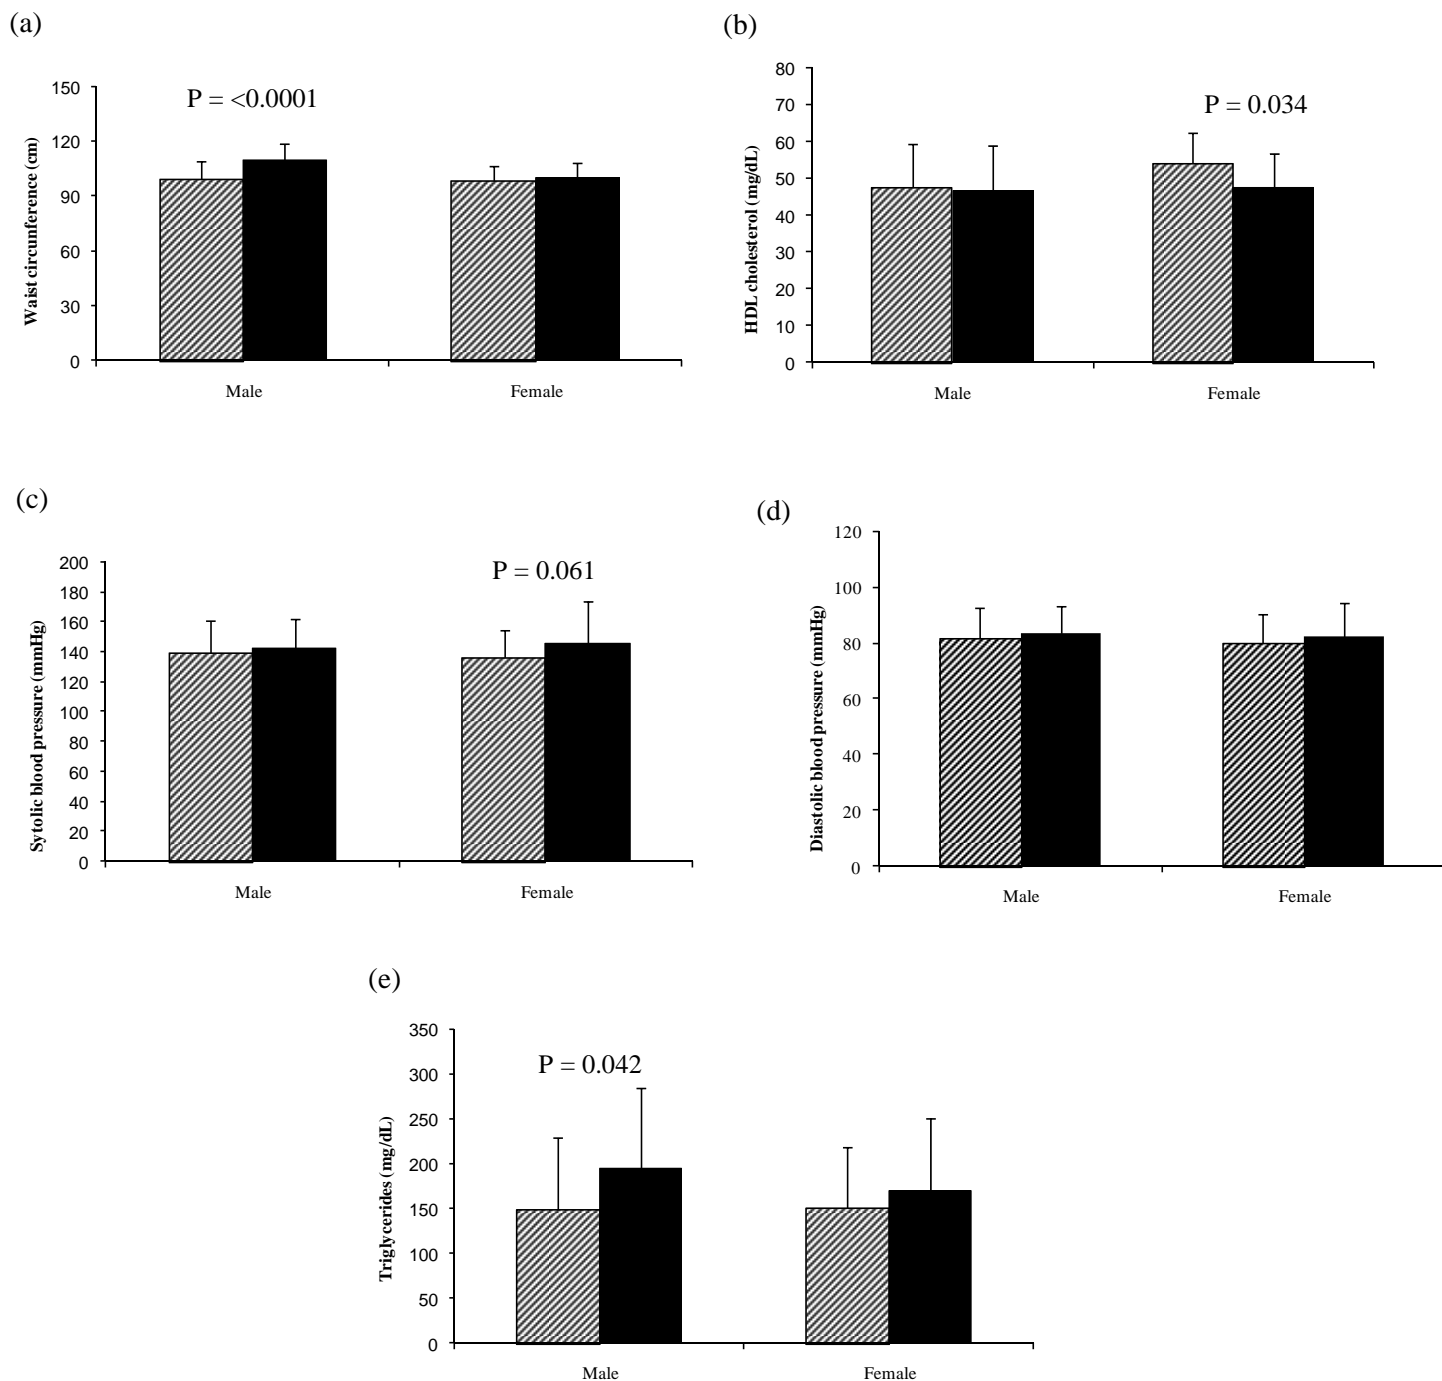 (a)
P = <0.0001
Waist circunference (cm)
150
120
90
60
30
0
Male
Female
(b)
P = 0.034
HDL cholesterol (mg/dL)
80
70
60
50
40
30
20
10
0
Male
Female
(c)
P = 0.061
Sytolic blood pressure (mmHg)
200
180
160
140
120
100
80
60
40
20
0
Male
Female
(d)
Diastolic blood pressure (mmHg)
120
100
80
60
40
20
0
Male
Female
(e)
P = 0.042
Triglycerides (mg/dL)
350
300
250
200
150
100
50
0
Male
Female